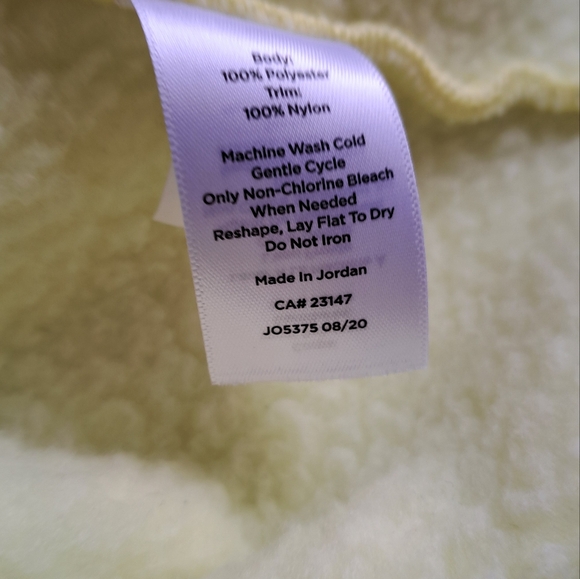 Body:
100% Polyester
Trim:
100% Nylon
Machine Wash Cold
Gentle Cycle
Only Non-Chlorine Bleach
When Needed
Reshape, Lay Flat To Dry
Do Not Iron
Made In Jordan
CA# 23147
JO5375 08/20